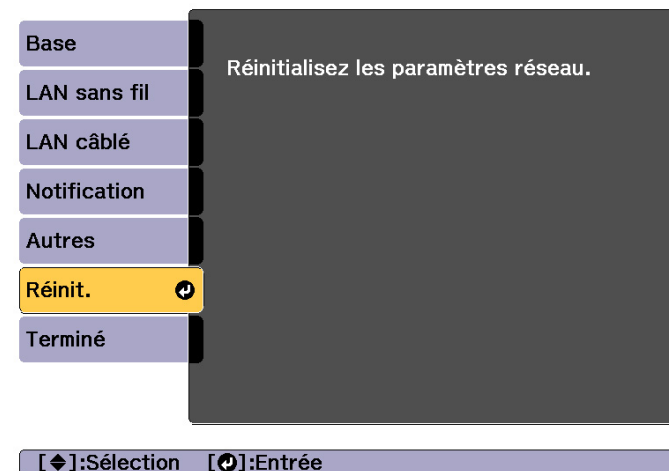 Base
Réinitialisez les paramètres réseau.
LAN sans fil
LAN câblé
Notification
Autres
Réinit.
Terminé
[◆]:Sélection [↵]:Entrée